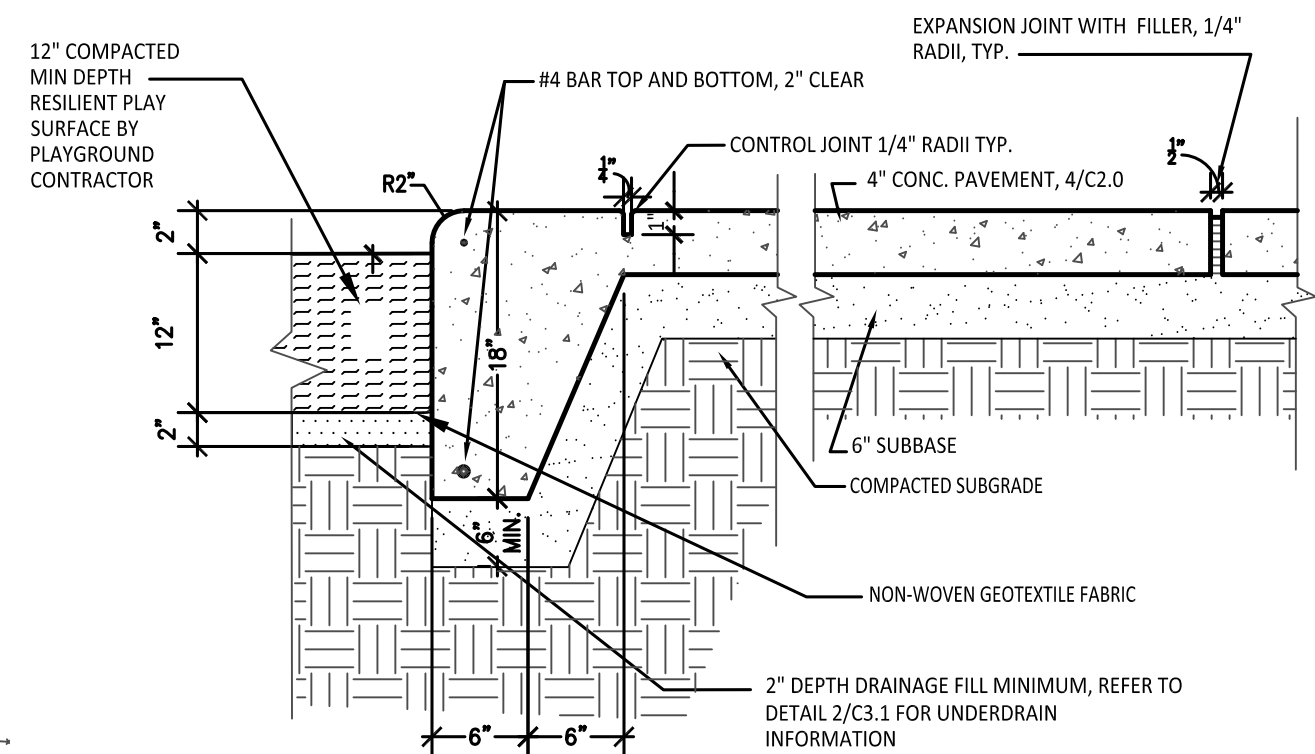 EXPANSION JOINT WITH FILLER, 1/4"
RADII, TYP.
12" COMPACTED
MIN DEPTH
RESILIENT PLAY
SURFACE BY
PLAYGROUND
CONTRACTOR
#4 BAR TOP AND BOTTOM, 2" CLEAR
CONTROL JOINT 1/4" RADII TYP.
1/4"
1/2"
4" CONC. PAVEMENT, 4/C2.0
R2"
2"
1"
12"
18"
2"
6" SUBBASE
COMPACTED SUBGRADE
6"
MIN.
NON-WOVEN GEOTEXTILE FABRIC
2" DEPTH DRAINAGE FILL MINIMUM, REFER TO
DETAIL 2/C3.1 FOR UNDERDRAIN
INFORMATION
6" 6"